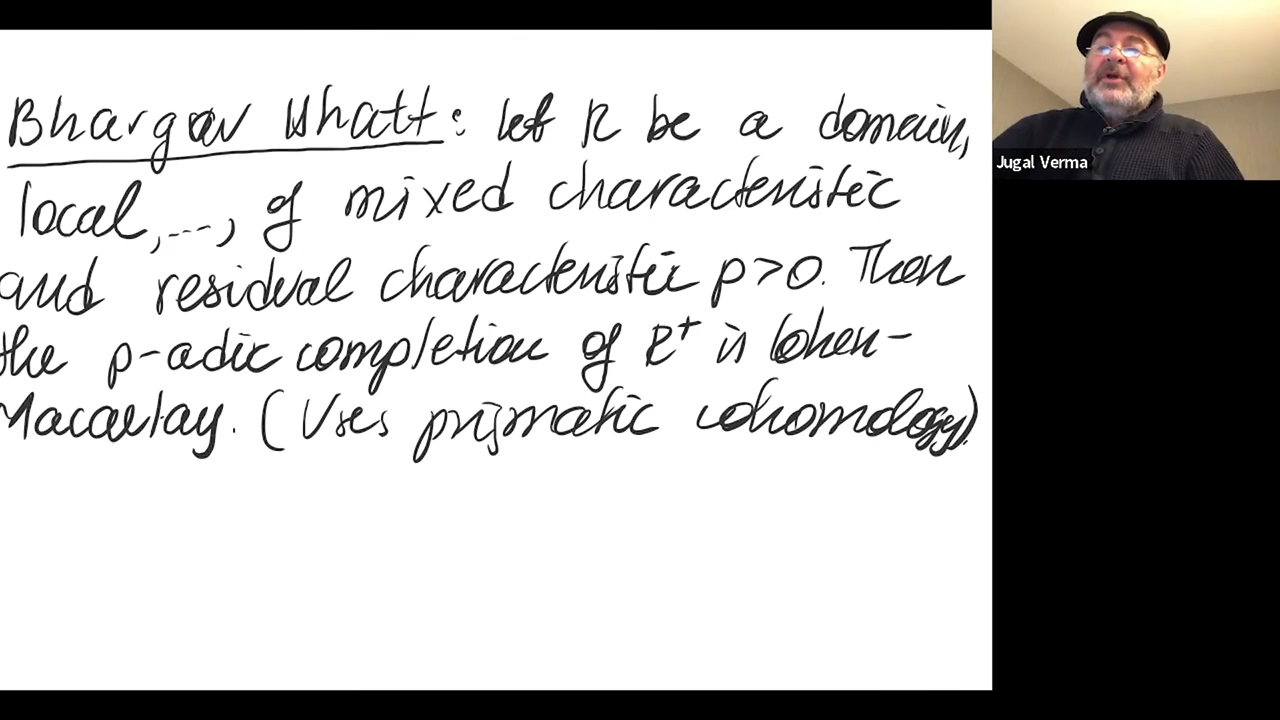 Bhargav Bhatt: let R be a domain,
local, ..., of mixed characteristic
and residual characteristic p>0. Then
the p-adic completion of R⁺ is Cohen-
Macaulay. (Uses prismatic cohomology).
Jugal Verma